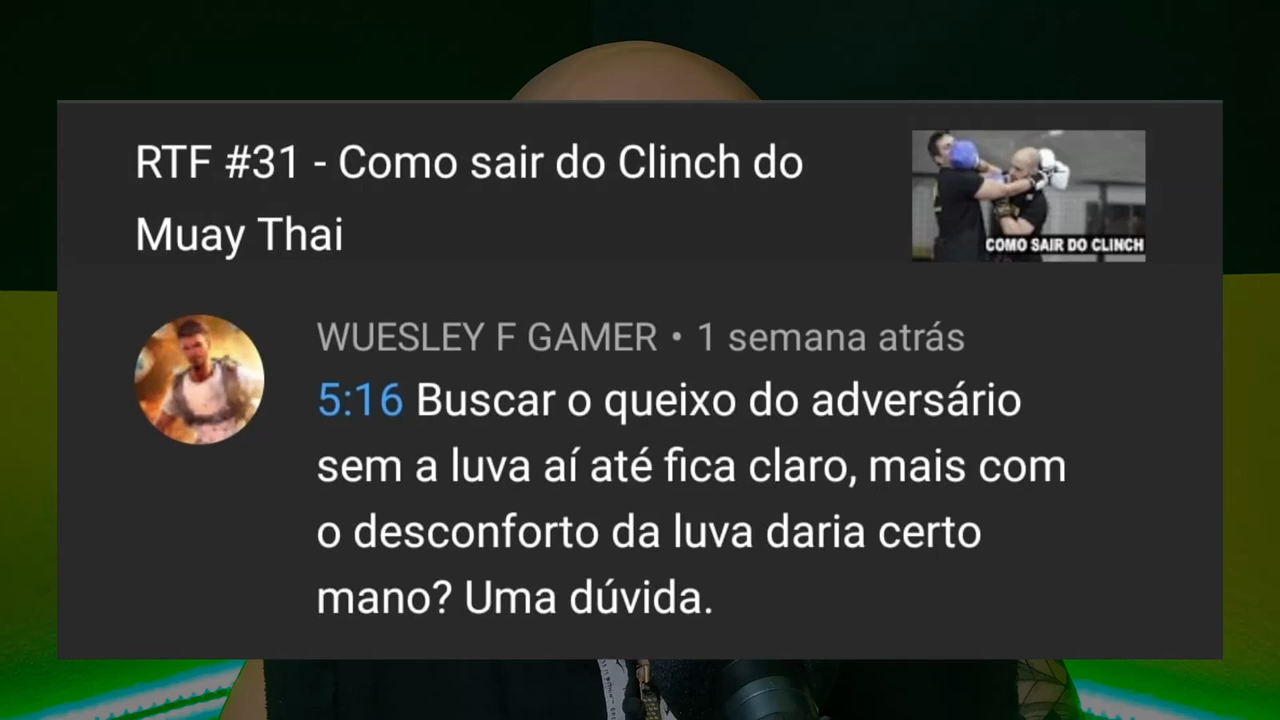 RTF #31 - Como sair do Clinch do
Muay Thai
COMO SAIR DO CLINCH
WUESLEY F GAMER • 1 semana atrás
5:16 Buscar o queixo do adversário
sem a luva aí até fica claro, mais com
o desconforto da luva daria certo
mano? Uma dúvida.